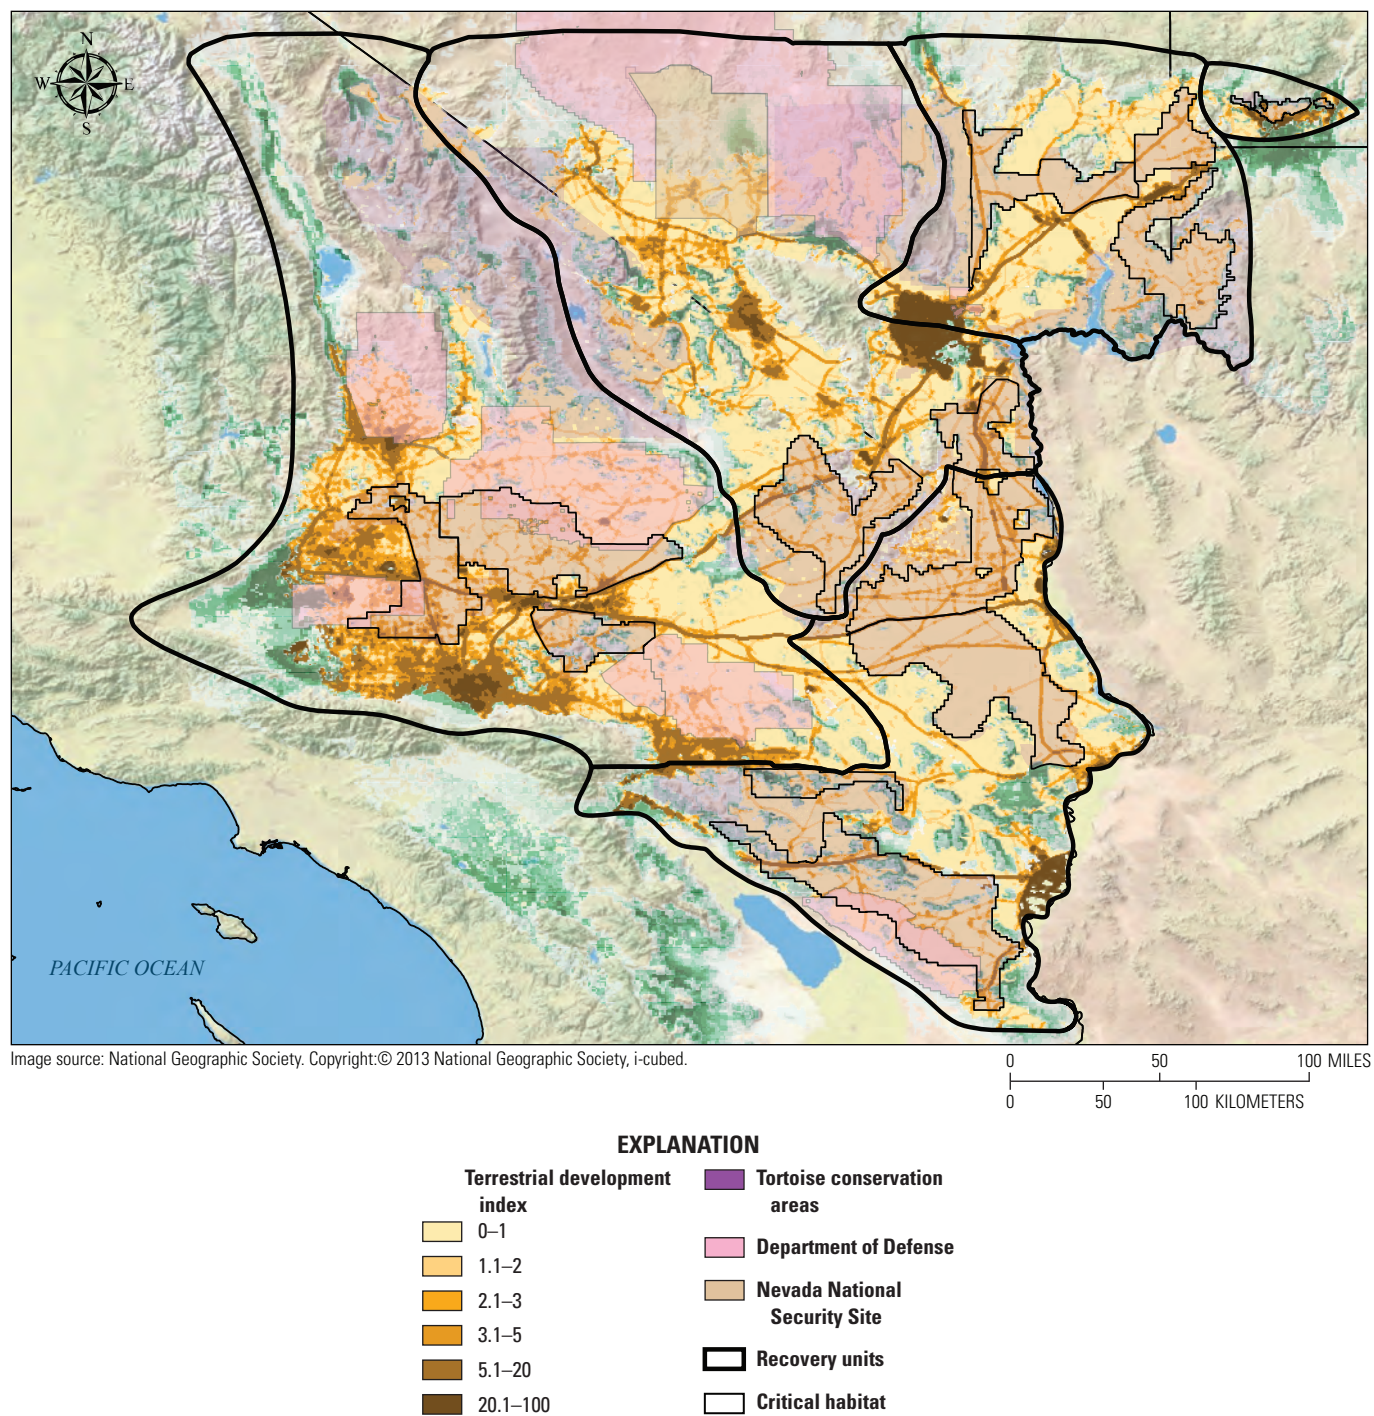 N
W E
S
PACIFIC OCEAN
Image source: National Geographic Society. Copyright:© 2013 National Geographic Society, i-cubed.
0 50 100 MILES
0 50 100 KILOMETERS
EXPLANATION
Terrestrial development
index
0–1
1.1–2
2.1–3
3.1–5
5.1–20
20.1–100
Tortoise conservation
areas
Department of Defense
Nevada National
Security Site
Recovery units
Critical habitat